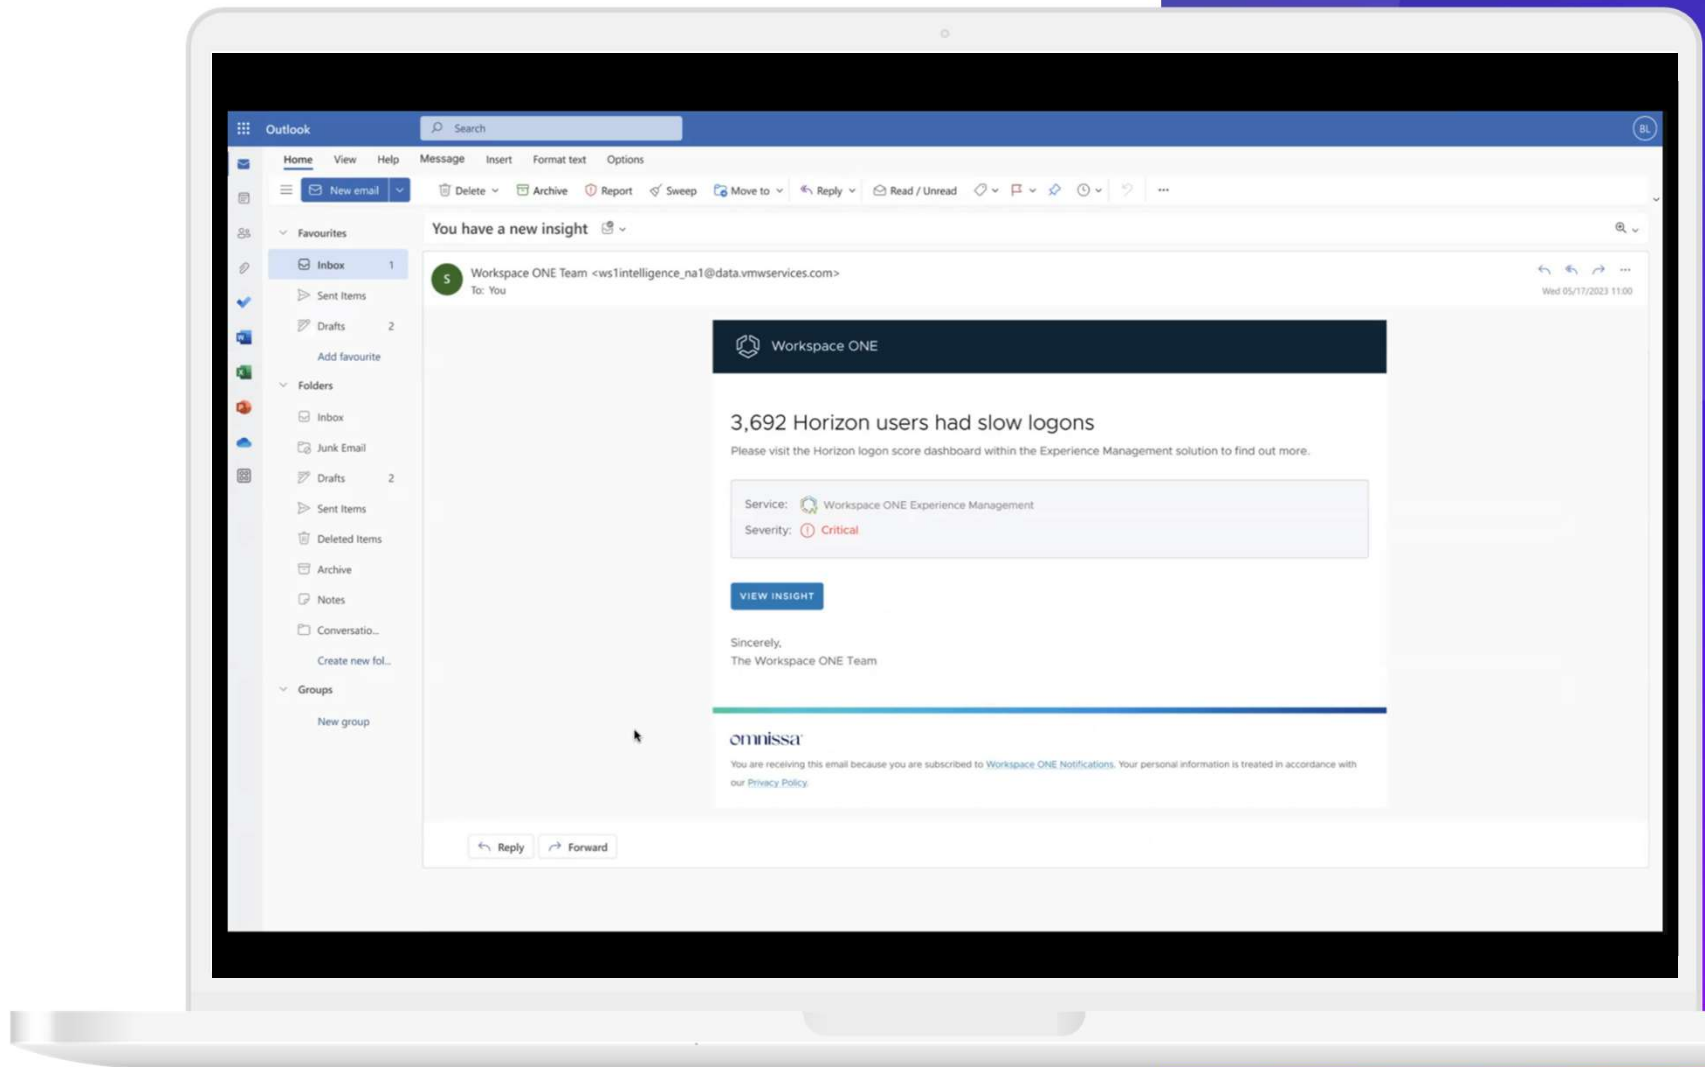 Outlook
Search
BL
Home View Help Message Insert Format text Options
New email Delete Archive Report Sweep Move to Reply Read / Unread
You have a new insight
Favourites
Inbox 1
Sent Items
Drafts 2
Add favourite
Folders
Inbox
Junk Email
Drafts 2
Sent Items
Deleted Items
Archive
Notes
Conversatio...
Create new fol...
Groups
New group
S
Workspace ONE Team <ws1intelligence_na1@data.vmwservices.com>
To: You
Wed 05/17/2023 11:00
Workspace ONE
3,692 Horizon users had slow logons
Please visit the Horizon logon score dashboard within the Experience Management solution to find out more.
Service: Workspace ONE Experience Management
Severity: Critical
VIEW INSIGHT
Sincerely,
The Workspace ONE Team
omnissa
You are receiving this email because you are subscribed to Workspace ONE Notifications. Your personal information is treated in accordance with
our Privacy Policy.
Reply Forward